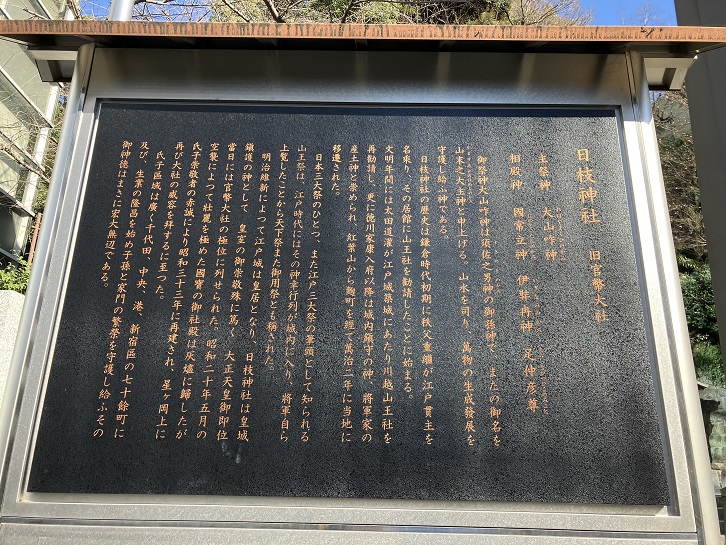 日枝神社　旧官幣大社
主祭神　大山咋神
相殿神　國常立神　伊弉冉神　足仲彦尊
御祭神大山咋神は須佐之男神の御孫神で　またの御名を
山末之大主神と申上げる。　山水を司り、萬物の生成發展を
守護し給ふ神である。
日枝神社の歴史は鎌倉時代初期に秩父重繼が江戸貫主を
名乗り、その居館に山王社を勧請したことに始まる。
文明年間には太田道灌が江戸城築城にあたり川越山王社を
再勧請し、更に徳川家康入府以降は城内鎮守の神、将軍家の
産土神と崇められ、紅葉山から麹町を經て萬治二年に当地に
移遷された。
日本三大祭のひとつ、また江戸三大祭の筆頭として知られる
山王祭は、江戸時代にはその神幸行列が城内に入り、將軍自ら
上覧したことから天下祭また御用祭とも稱された。
明治維新によつて江戸城は皇居となり、日枝神社は皇城
鎮護の神として　皇室の御崇敬殊に篤く　大正天皇御即位
當日には官幣大社の極位に列せられた。昭和二十年五月の
空襲によつて壮麗を極めた國寶の御社殿は灰燼に歸したが
氏子崇敬者の赤誠により昭和三十三年に再建され、星ヶ岡上に
再び大社の威容を拝するに至つた。
氏子區域は廣く千代田、中央、港、新宿區の七十餘町に
及び、生業の隆昌を始め子孫と家門の繁榮を守護し給ふその
御神徳はまさに宏大無辺である。